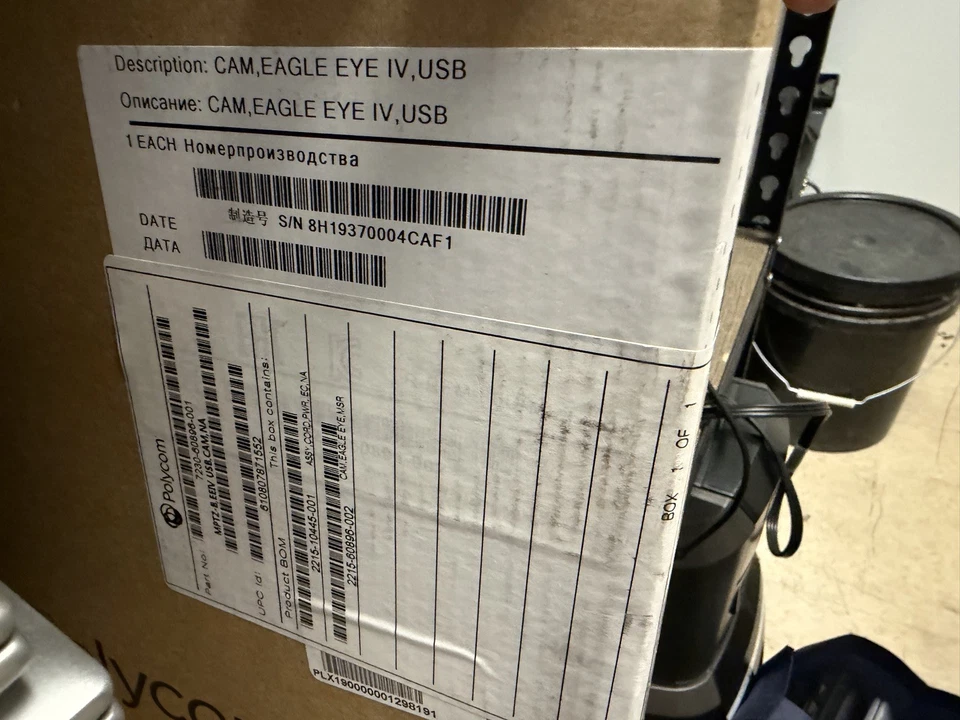 Description: CAM,EAGLE EYE IV,USB
Описание: CAM,EAGLE EYE IV,USB
1 EACH Номерпроизводства
制造号 S/N 8H19370004CAF1
DATE
ДАТА
Polycom
Part No:
7230-60896-001
MPTZ-8, EEIV USB,CAM,NA
UPC Id:
610807871552
This box contains:
Product BOM
2215-10445-001
ASSY,CORD,PWR,,EC,NA
2215-60896-002
CAM,EAGLE EYE,MSR
BOX 1 OF 1
PLX190000001298191
lyco